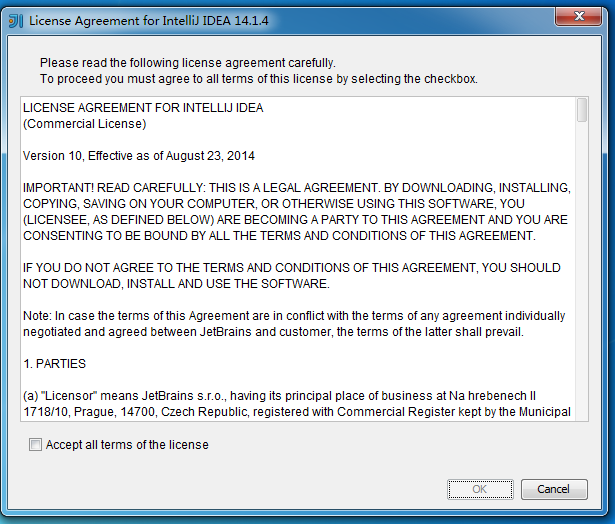 License Agreement for IntelliJ IDEA 14.1.4
Please read the following license agreement carefully.
To proceed you must agree to all terms of this license by selecting the checkbox.
LICENSE AGREEMENT FOR INTELLIJ IDEA
(Commercial License)
Version 10, Effective as of August 23, 2014
IMPORTANT! READ CAREFULLY: THIS IS A LEGAL AGREEMENT. BY DOWNLOADING, INSTALLING,
COPYING, SAVING ON YOUR COMPUTER, OR OTHERWISE USING THIS SOFTWARE, YOU
(LICENSEE, AS DEFINED BELOW) ARE BECOMING A PARTY TO THIS AGREEMENT AND YOU ARE
CONSENTING TO BE BOUND BY ALL THE TERMS AND CONDITIONS OF THIS AGREEMENT.
IF YOU DO NOT AGREE TO THE TERMS AND CONDITIONS OF THIS AGREEMENT, YOU SHOULD
NOT DOWNLOAD, INSTALL AND USE THE SOFTWARE.
Note: In case the terms of this Agreement are in conflict with the terms of any agreement individually
negotiated and agreed between JetBrains and customer, the terms of the latter shall prevail.
1. PARTIES
(a) "Licensor" means JetBrains s.r.o., having its principal place of business at Na hrebenech II
1718/10, Prague, 14700, Czech Republic, registered with Commercial Register kept by the Municipal
Accept all terms of the license
OK
Cancel